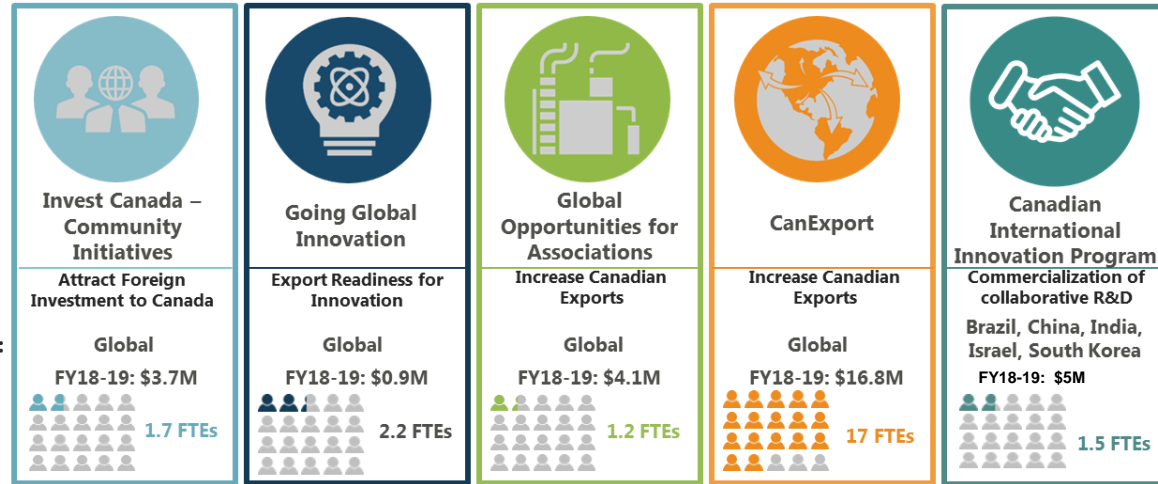 Invest Canada –
Community
Initiatives
Attract Foreign
Investment to Canada
Global
FY18-19: $3.7M
1.7 FTEs
Going Global
Innovation
Export Readiness for
Innovation
Global
FY18-19: $0.9M
2.2 FTEs
Global
Opportunities for
Associations
Increase Canadian
Exports
Global
FY18-19: $4.1M
1.2 FTEs
CanExport
Increase Canadian
Exports
Global
FY18-19: $16.8M
17 FTEs
Canadian
International
Innovation Program
Commercialization of
collaborative R&D
Brazil, China, India,
Israel, South Korea
FY18-19: $5M
1.5 FTEs
: